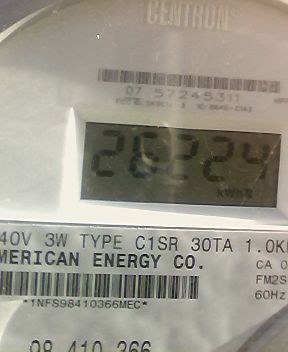 CENTRON®
07 57245311
26224
kWh
40V 3W TYPE C1SR 30TA 1.0K
MERICAN ENERGY CO.
CA 0
FM2S
*1NFS98410366MEC*
60Hz
98 410 366